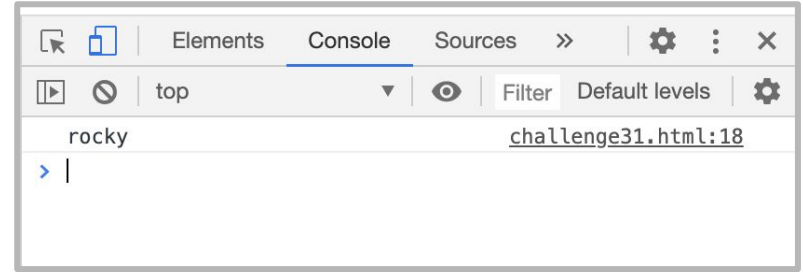 Elements Console Sources »
top Filter Default levels
rocky challenge31.html:18
>